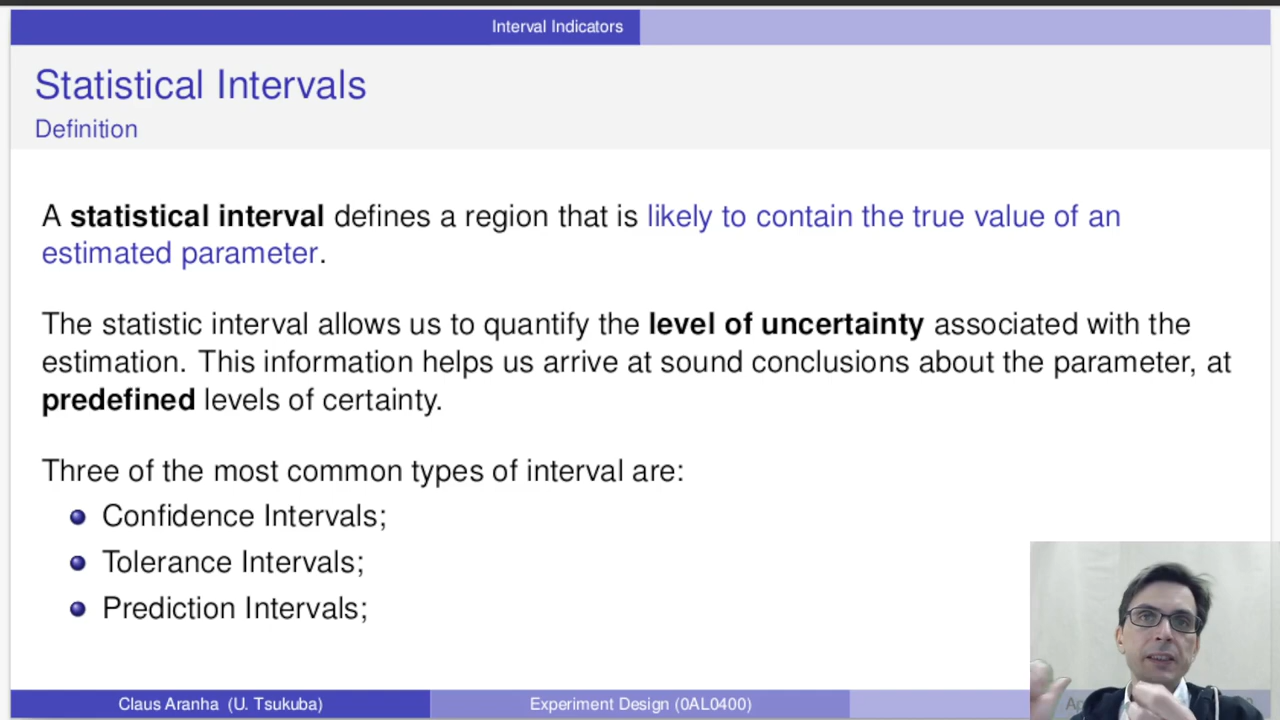 Interval Indicators
Statistical Intervals
Definition
A statistical interval defines a region that is likely to contain the true value of an
estimated parameter.
The statistic interval allows us to quantify the level of uncertainty associated with the
estimation. This information helps us arrive at sound conclusions about the parameter, at
predefined levels of certainty.
Three of the most common types of interval are:
Confidence Intervals;
Tolerance Intervals;
Prediction Intervals;
Claus Aranha (U. Tsukuba)
Experiment Design (0AL0400)